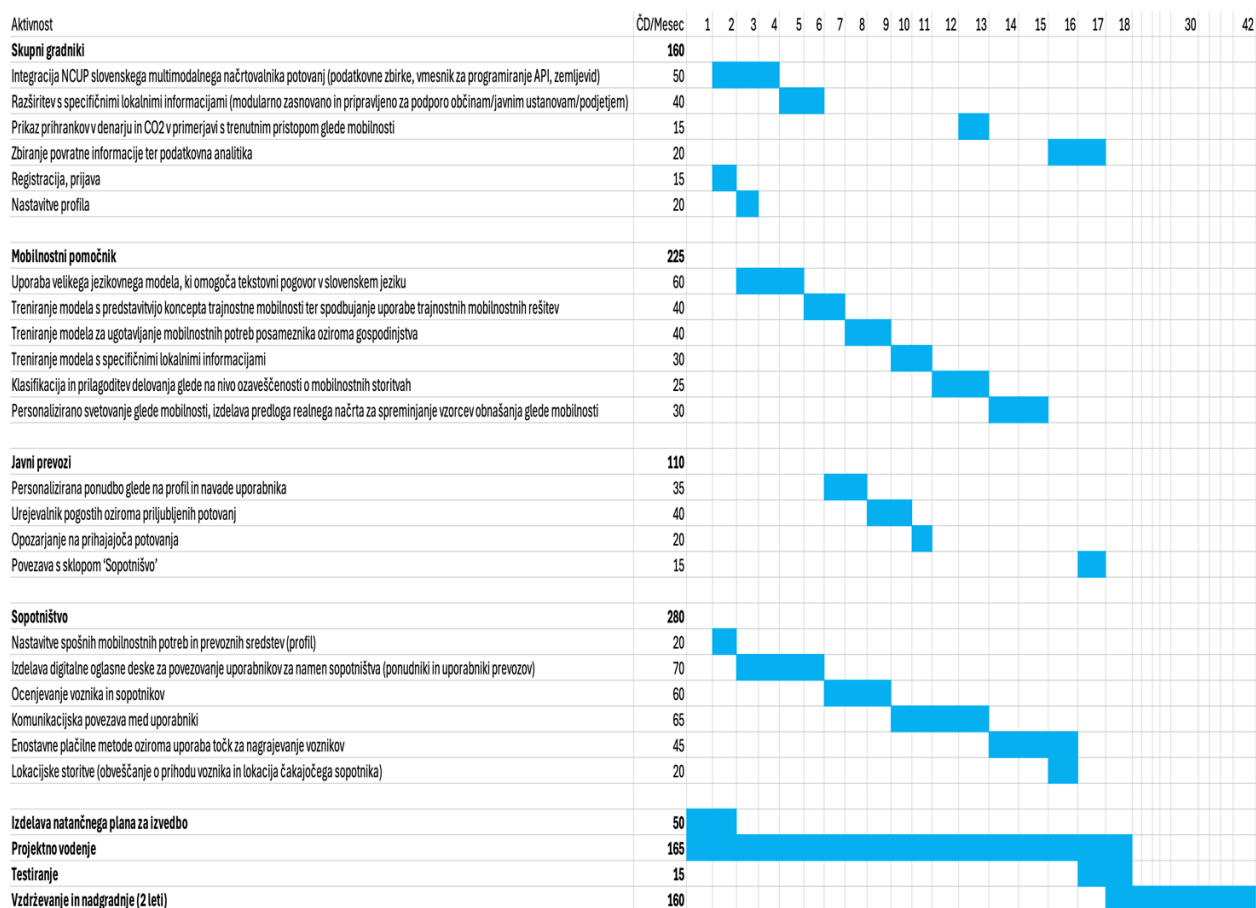 Aktivnost ČD/Mesec 1 2 3 4 5 6 7 8 9 10 11 12 13 14 15 16 17 18 30 42
Skupni gradniki 160
Integracija NCUP slovenskega multimodalnega načrtovalnika potovanj (podatkovne zbirke, vmesnik za programiranje API, zemljevid) 50
Razširitev s specifičnimi lokalnimi informacijami (modularno zasnovano in pripravljeno za podporo občinam/javnim ustanovam/podjetjem) 40
Prikaz prihrankov v denarju in CO2 v primerjavi s trenutnim pristopom glede mobilnosti 15
Zbiranje povratne informacije ter podatkovna analitika 20
Registracija, prijava 15
Nastavitve profila 20
Mobilnostni pomočnik 225
Uporaba velikega jezikovnega modela, ki omogoča tekstovni pogovor v slovenskem jeziku 60
Treniranje modela s predstavitvijo koncepta trajnostne mobilnosti ter spodbujanje uporabe trajnostnih mobilnostnih rešitev 40
Treniranje modela za ugotavljanje mobilnostnih potreb posameznika oziroma gospodinjstva 40
Treniranje modela s specifičnimi lokalnimi informacijami 30
Klasifikacija in prilagoditev delovanja glede na nivo ozaveščenosti o mobilnostnih storitvah 25
Personalizirano svetovanje glede mobilnosti, izdelava predloga realnega načrta za spreminjanje vzorcev obnašanja glede mobilnosti 30
Javni prevozi 110
Personalizirana ponudbo glede na profil in navade uporabnika 35
Urejevalnik pogostih oziroma priljubljenih potovanj 40
Opozarjanje na prihajajoča potovanja 20
Povezava s sklopom ‘Sopotnišvo’ 15
Sopotništvo 280
Nastavitve spošnih mobilnostnih potreb in prevoznih sredstev (profil) 20
Izdelava digitalne oglasne deske za povezovanje uporabnikov za namen sopotništva (ponudniki in uporabniki prevozov) 70
Ocenjevanje voznika in sopotnikov 60
Komunikacijska povezava med uporabniki 65
Enostavne plačilne metode oziroma uporaba točk za nagrajevanje voznikov 45
Lokacijske storitve (obveščanje o prihodu voznika in lokacija čakajočega sopotnika) 20
Izdelava natančnega plana za izvedbo 50
Projektno vodenje 165
Testiranje 15
Vzdrževanje in nadgradnje (2 leti) 160